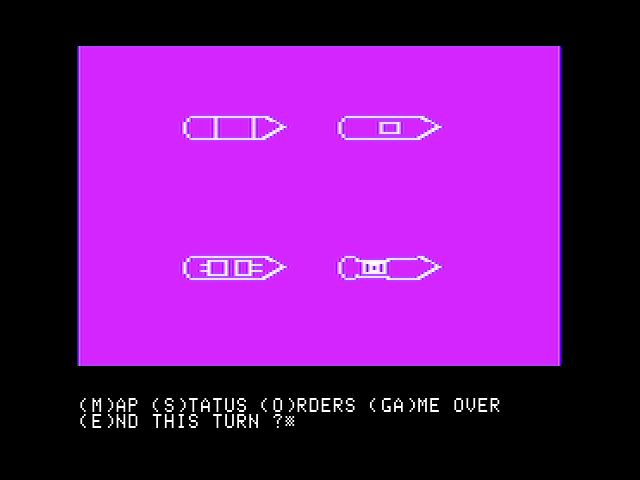 (M)AP (S)TATUS (O)RDERS (GA)ME OVER
(E)ND THIS TURN ?